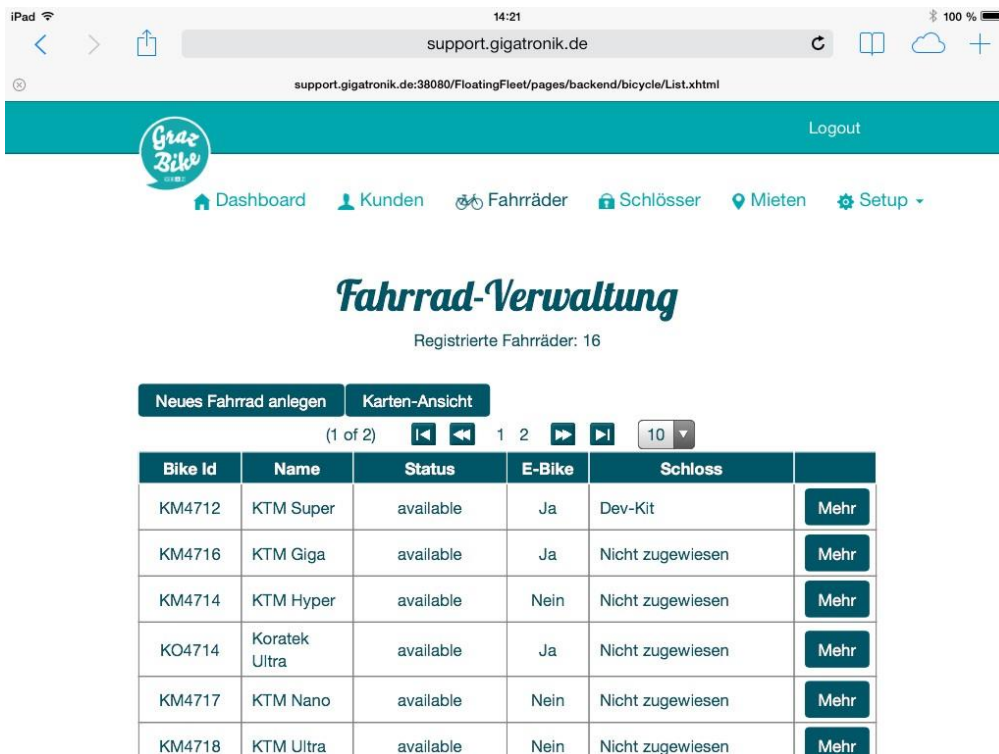 iPad 14:21 100 %
support.gigatronik.de
support.gigatronik.de:38080/FloatingFleet/pages/backend/bicycle/List.xhtml
Logout
Graz
Bike
Dashboard Kunden Fahrräder Schlösser Mieten Setup
Fahrrad-Verwaltung
Registrierte Fahrräder: 16
Neues Fahrrad anlegen Karten-Ansicht
(1 of 2) 1 2 10
Bike Id Name Status E-Bike Schloss
KM4712 KTM Super available Ja Dev-Kit Mehr
KM4716 KTM Giga available Ja Nicht zugewiesen Mehr
KM4714 KTM Hyper available Nein Nicht zugewiesen Mehr
KO4714 Koratek Ultra available Ja Nicht zugewiesen Mehr
KM4717 KTM Nano available Nein Nicht zugewiesen Mehr
KM4718 KTM Ultra available Nein Nicht zugewiesen Mehr